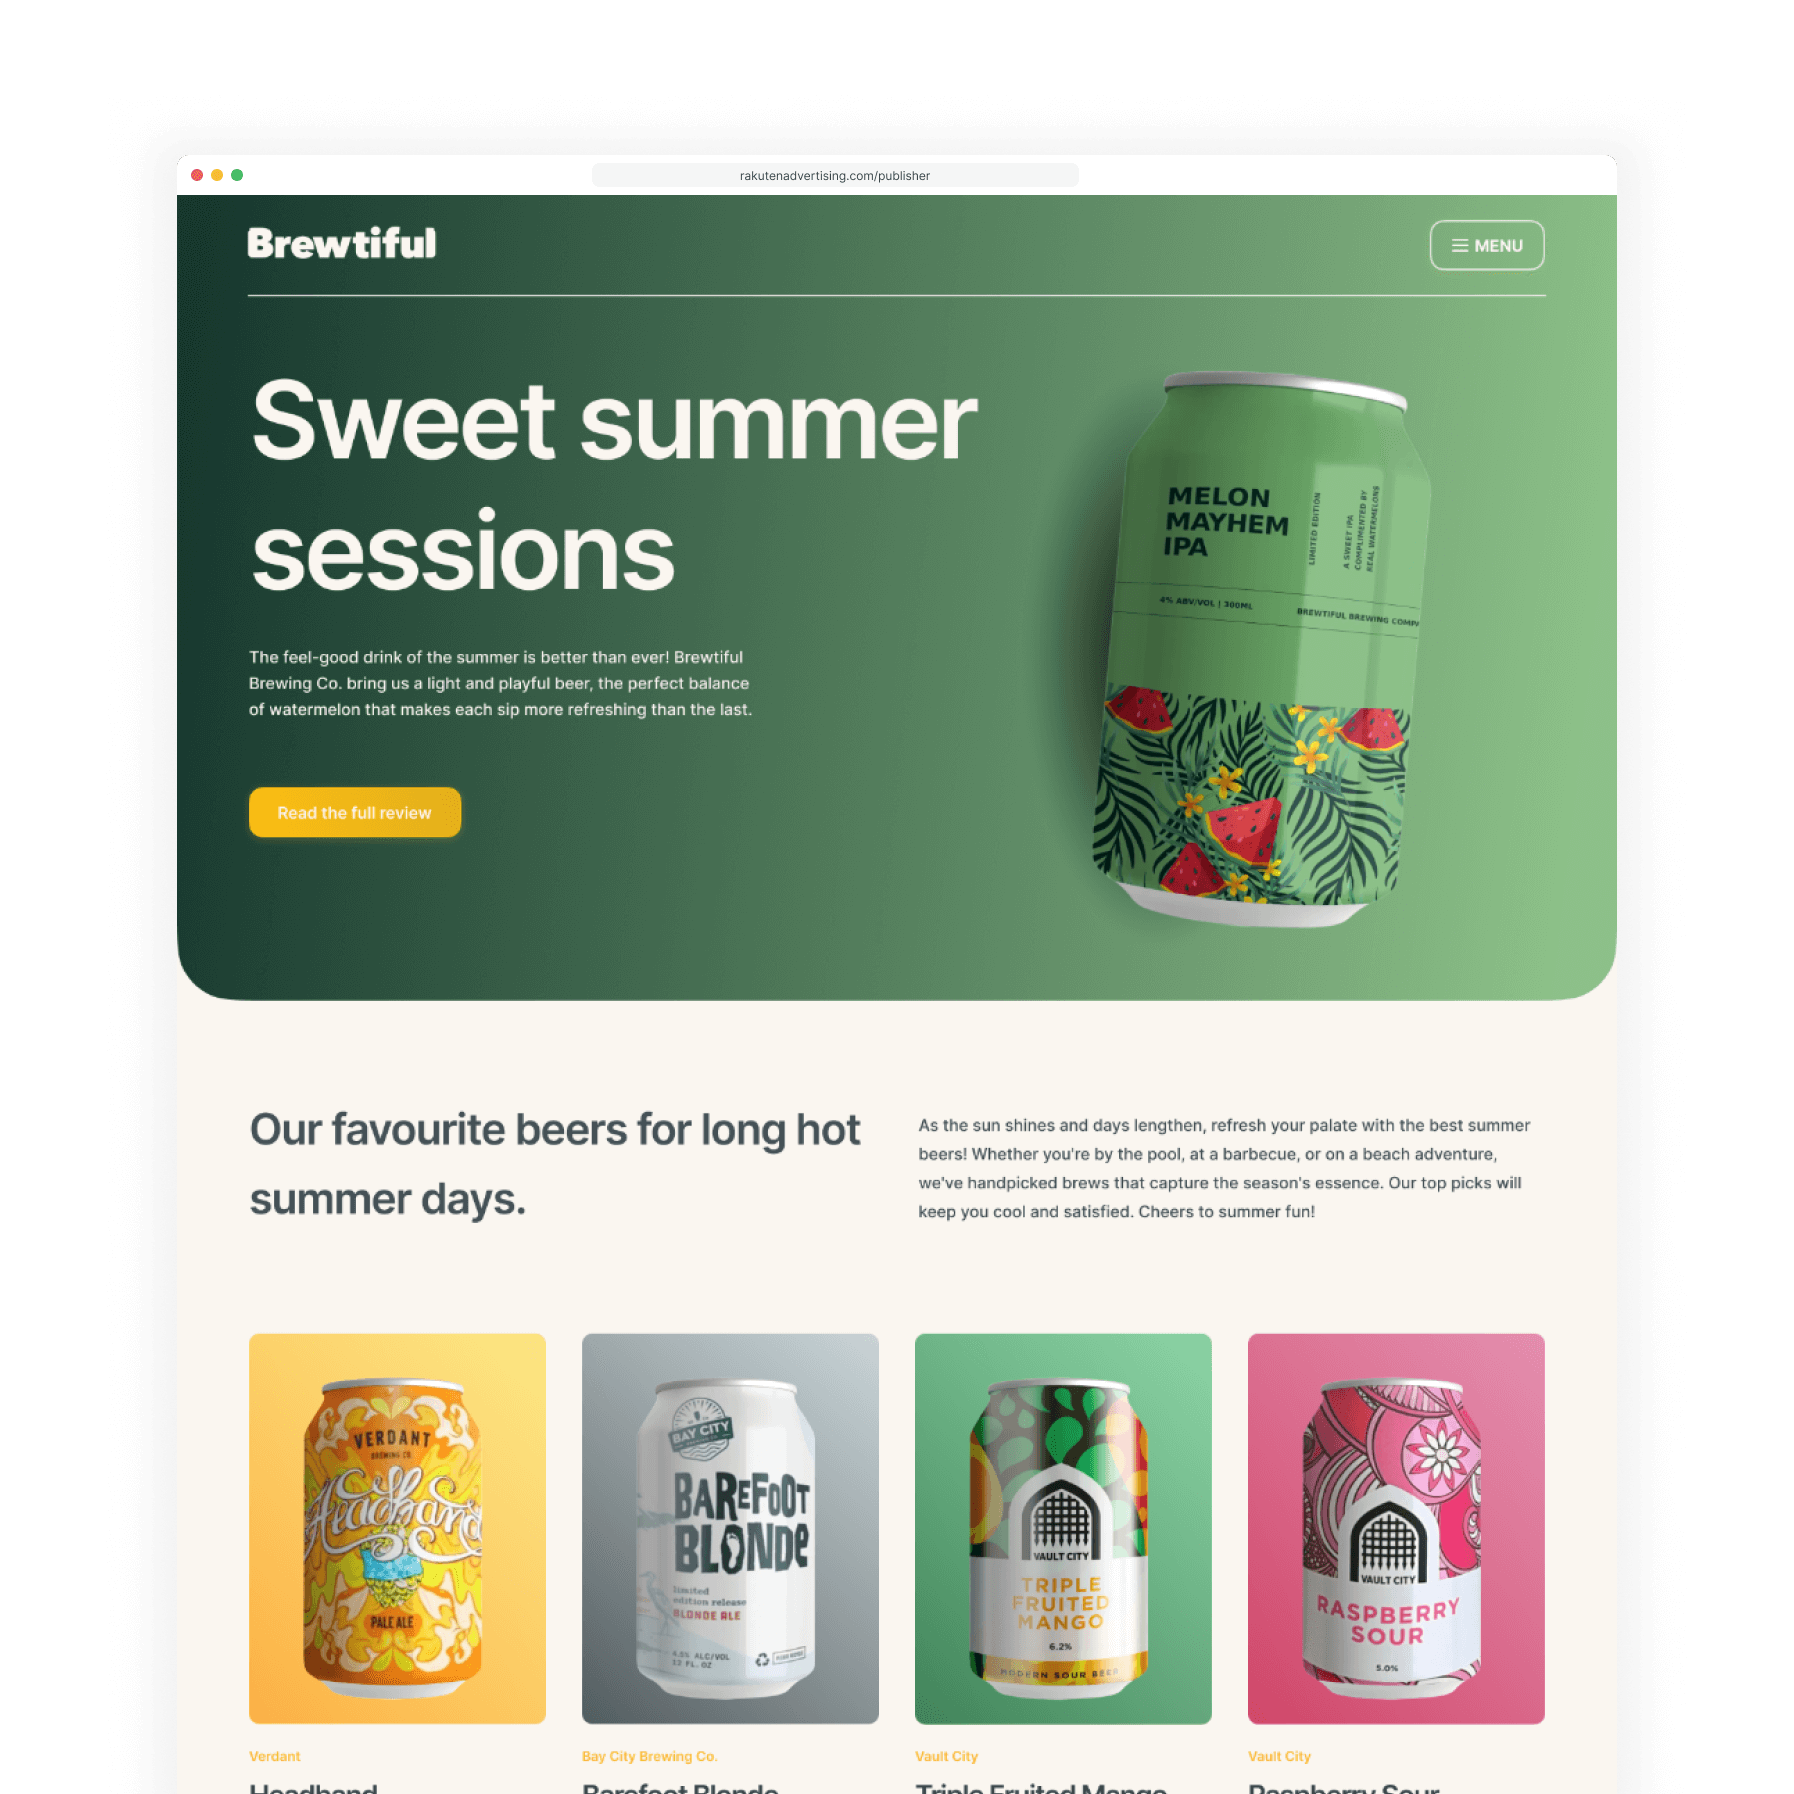 rakutenadvertising.com/publisher
Brewtiful
MENU
Sweet summer
sessions
The feel-good drink of the summer is better than ever! Brewtiful
Brewing Co. bring us a light and playful beer, the perfect balance
of watermelon that makes each sip more refreshing than the last.
Read the full review
MELON
MAYHEM
IPA
LIMITED EDITION
A SWEET IPA
COMPLIMENTED BY
REAL WATERMELONS
4% ABV/VOL | 300ML
BREWTIFUL BREWING
Our favourite beers for long hot
summer days.
As the sun shines and days lengthen, refresh your palate with the best summer
beers! Whether you're by the pool, at a barbecue, or on a beach adventure,
we've handpicked brews that capture the season's essence. Our top picks will
keep you cool and satisfied. Cheers to summer fun!
VERDANT
BREWING CO
Headband
PALE ALE
BAY CITY
BAREFOOT
BLONDE
limited
edition release
BLONDE ALE
ALC/VOL
12 FL. OZ
VAULT CITY
TRIPLE
FRUITED
MANGO
6.2%
MODERN SOUR BEER
VAULT CITY
RASPBERRY
SOUR
5.0%
Verdant
Bay City Brewing Co.
Vault City
Vault City
Headband
Barefoot Blonde
Triple Fruited Mango
Raspberry Sour